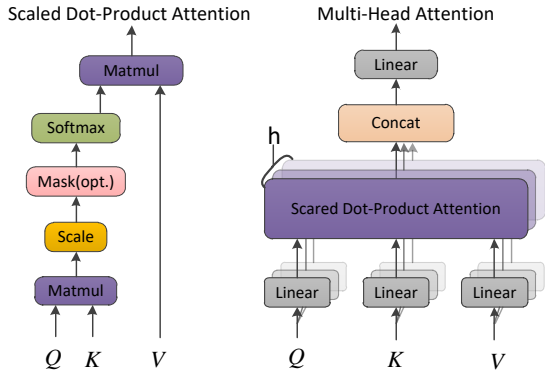 Scaled Dot-Product Attention
Matmul
Softmax
Mask(opt.)
Scale
Matmul
Q K V
Multi-Head Attention
Linear
Concat
h
Scared Dot-Product Attention
Linear Linear Linear
Q K V